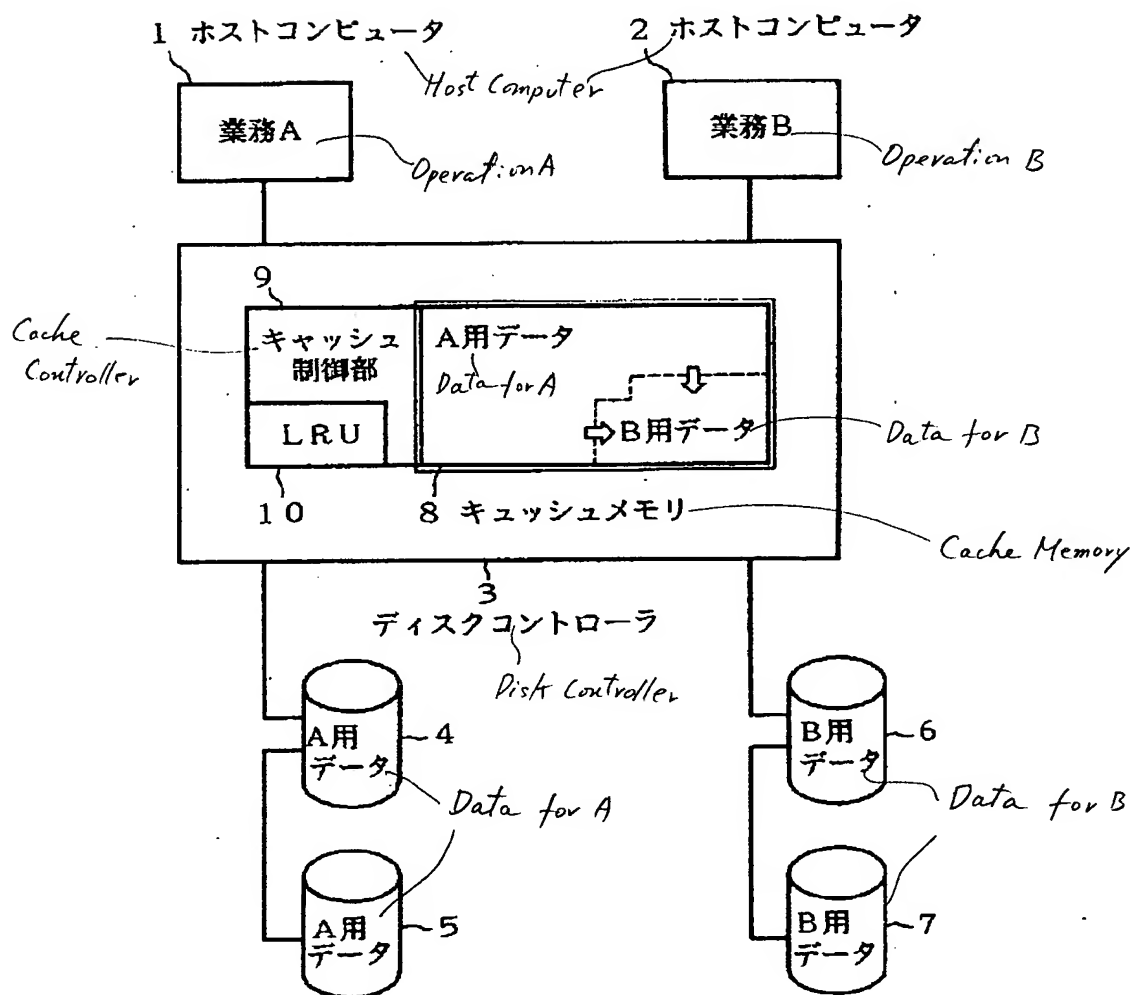 1 ホストコンピュータ
2 ホストコンピュータ
Host Computer
業務A
業務B
Operation A
Operation B
9
Cache
Controller
キャッシュ
制御部
A用データ
Data for A
LRU
B用データ
Data for B
10
8 キュッシュメモリ
Cache Memory
3
ディスクコントローラ
Disk Controller
A用
データ
4
B用
データ
6
Data for A
Data for B
A用
データ
5
B用
データ
7